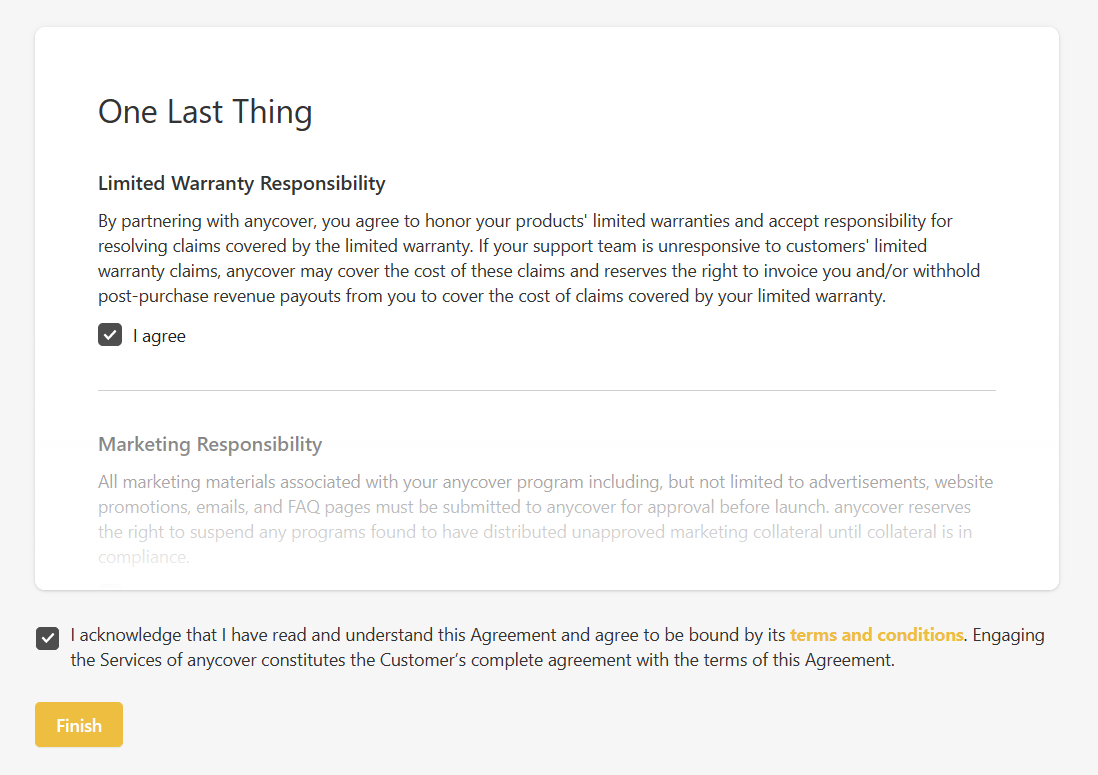 One Last Thing
Limited Warranty Responsibility
By partnering with anycover, you agree to honor your products' limited warranties and accept responsibility for
resolving claims covered by the limited warranty. If your support team is unresponsive to customers' limited
warranty claims, anycover may cover the cost of these claims and reserves the right to invoice you and/or withhold
post-purchase revenue payouts from you to cover the cost of claims covered by your limited warranty.
I agree
Marketing Responsibility
All marketing materials associated with your anycover program including, but not limited to advertisements, website
promotions, emails, and FAQ pages must be submitted to anycover for approval before launch. anycover reserves
the right to suspend any programs found to have distributed unapproved marketing collateral until collateral is in
compliance.
I acknowledge that I have read and understand this Agreement and agree to be bound by its terms and conditions. Engaging
the Services of anycover constitutes the Customer’s complete agreement with the terms of this Agreement.
Finish